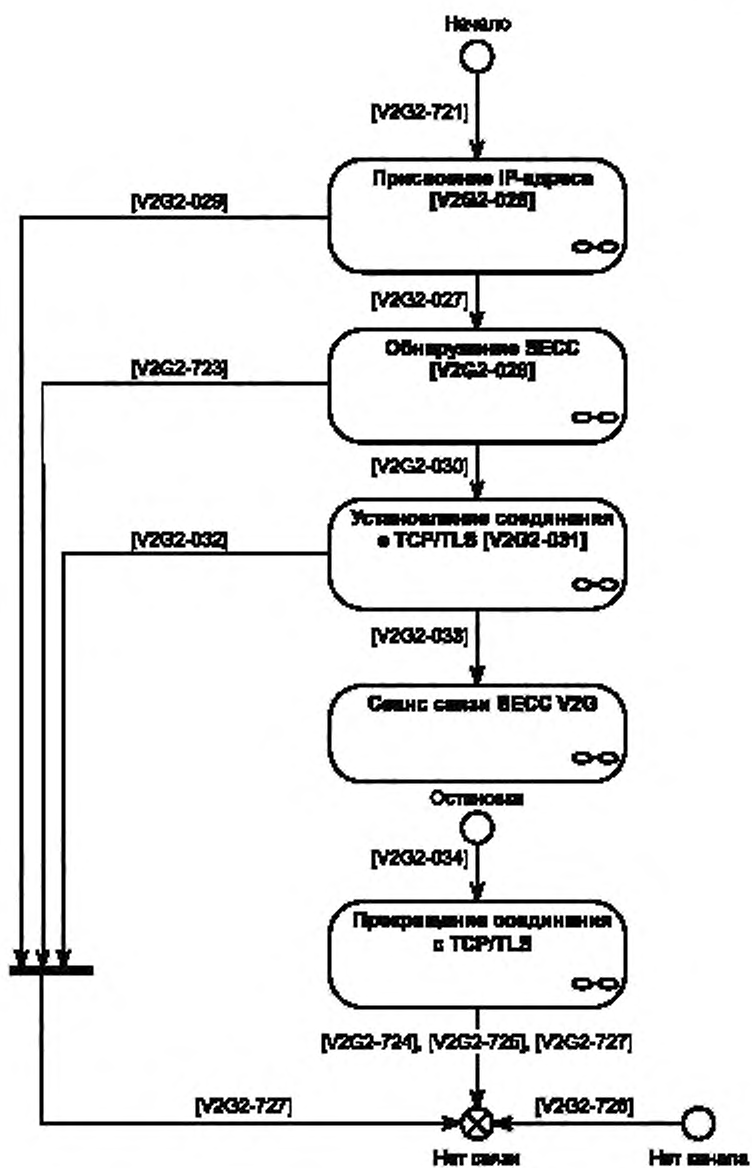 Начало
[V2G2-721]
Присвоение IP-адреса
[V2G2-026]
[V2G2-029]
[V2G2-027]
Обнаружение SECC
[V2G2-028]
[V2G2-723]
[V2G2-030]
Установление соединения
с TCP/TLS [V2G2-031]
[V2G2-032]
[V2G2-033]
Сеанс связи SECC V2G
Остановка
[V2G2-034]
Прекращение соединения
с TCP/TLS
[V2G2-724], [V2G2-725], [V2G2-727]
[V2G2-727]
[V2G2-726]
Нет связи
Нет канала